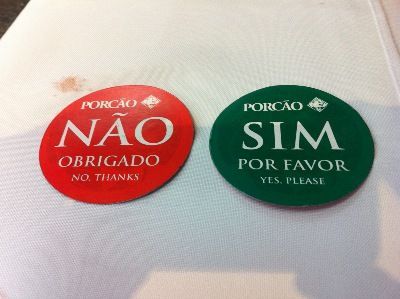 PORCÃO
NÃO
OBRIGADO
NO, THANKS
PORCÃO
SIM
POR FAVOR
YES, PLEASE